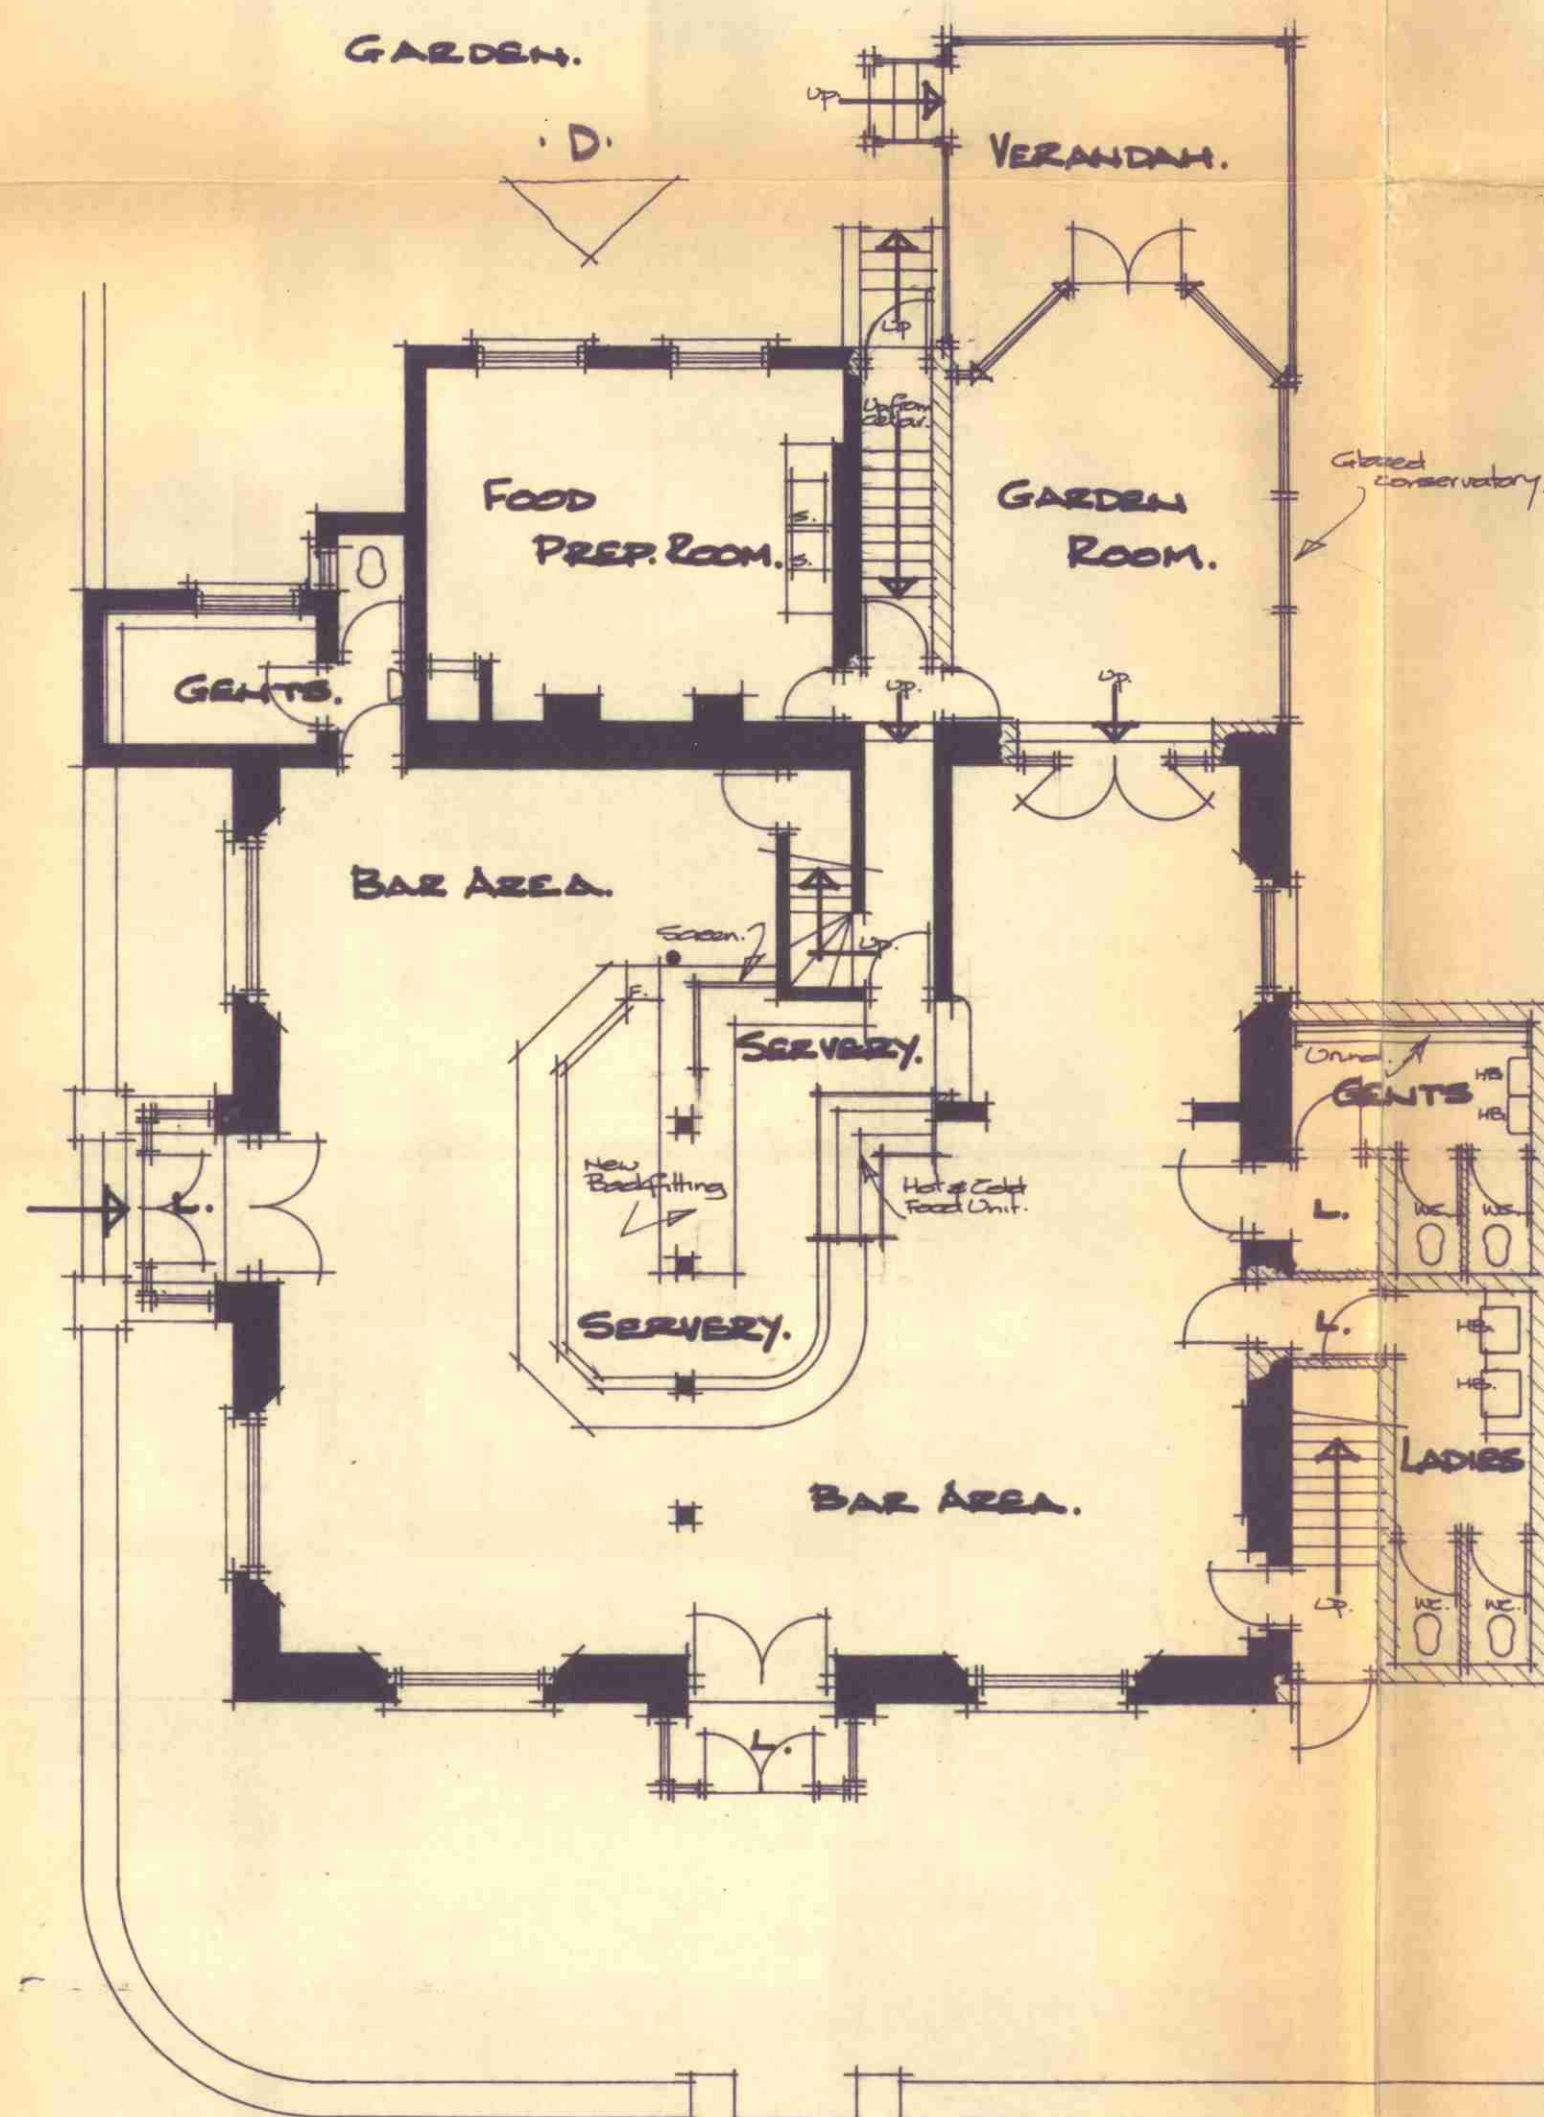 GARDEN.
UP.
·D·
VERANDAH.
UP
Up from
Cellar.
Glazed
conservatory.
FOOD
PREP. ROOM.
S.
S.
GARDEN
ROOM.
GENTS.
UP.
UP.
BAR AREA.
Screen.
UP.
F.
SERVERY.
Urinal.
GENTS
HB
HB
New
Backfitting
Hot & Cold
Food Unit.
L.
L.
WC.
WC.
SERVERY.
L.
HB.
HB.
LADIES
BAR AREA.
UP.
WC.
WC.
L.